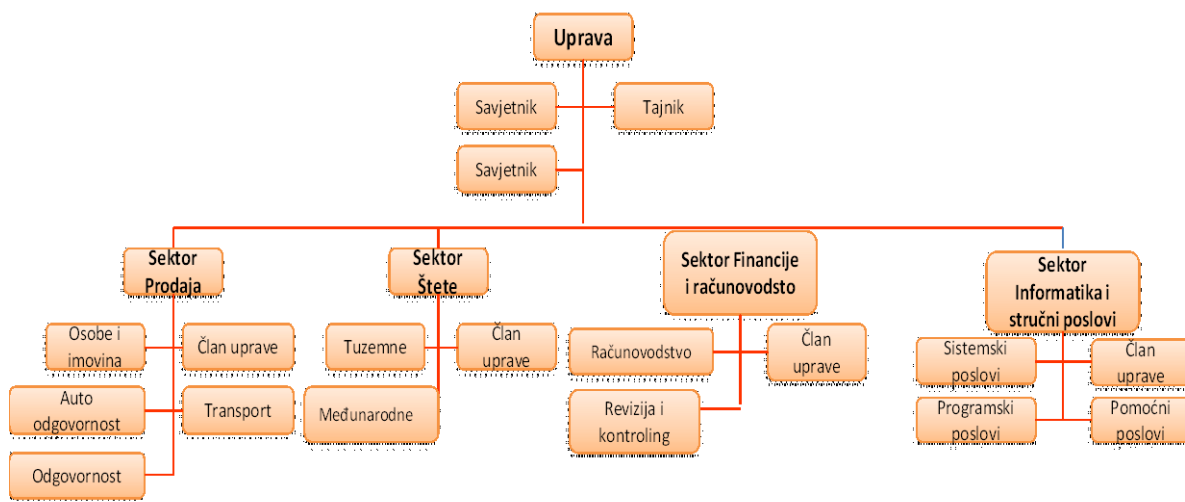 Uprava
Savjetnik
Tajnik
Savjetnik
Sektor
Prodaja
Osobe i
imovina
Član uprave
Auto
odgovornost
Transport
Odgovornost
Sektor
Štete
Tuzemne
Član
uprave
Međunarodne
Sektor Financije
i računovodsto
Računovodstvo
Član
uprave
Revizija i
kontroling
Sektor
Informatika i
stručni poslovi
Sistemski
poslovi
Član
uprave
Programski
poslovi
Pomoćni
poslovi